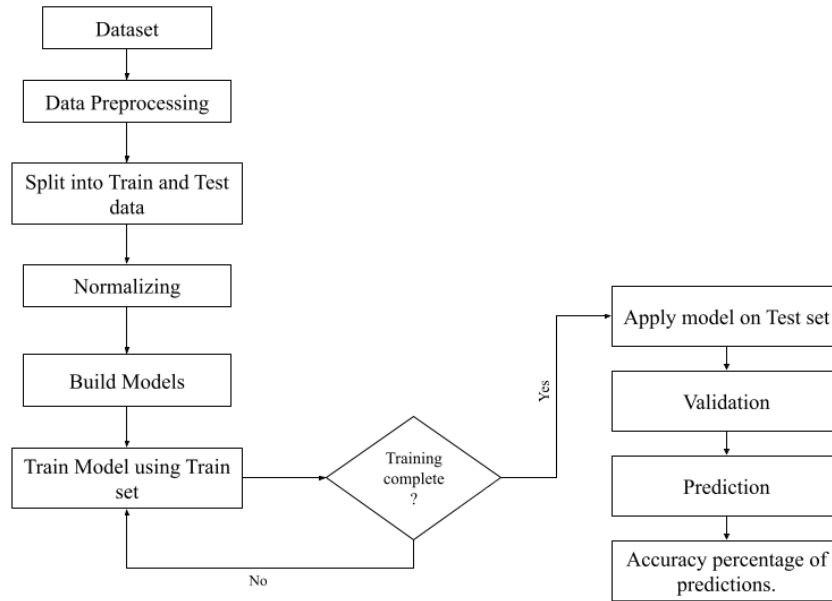 Dataset
Data Preprocessing
Split into Train and Test
data
Normalizing
Build Models
Train Model using Train
set
Training
complete
?
No
Yes
Apply model on Test set
Validation
Prediction
Accuracy percentage of
predictions.